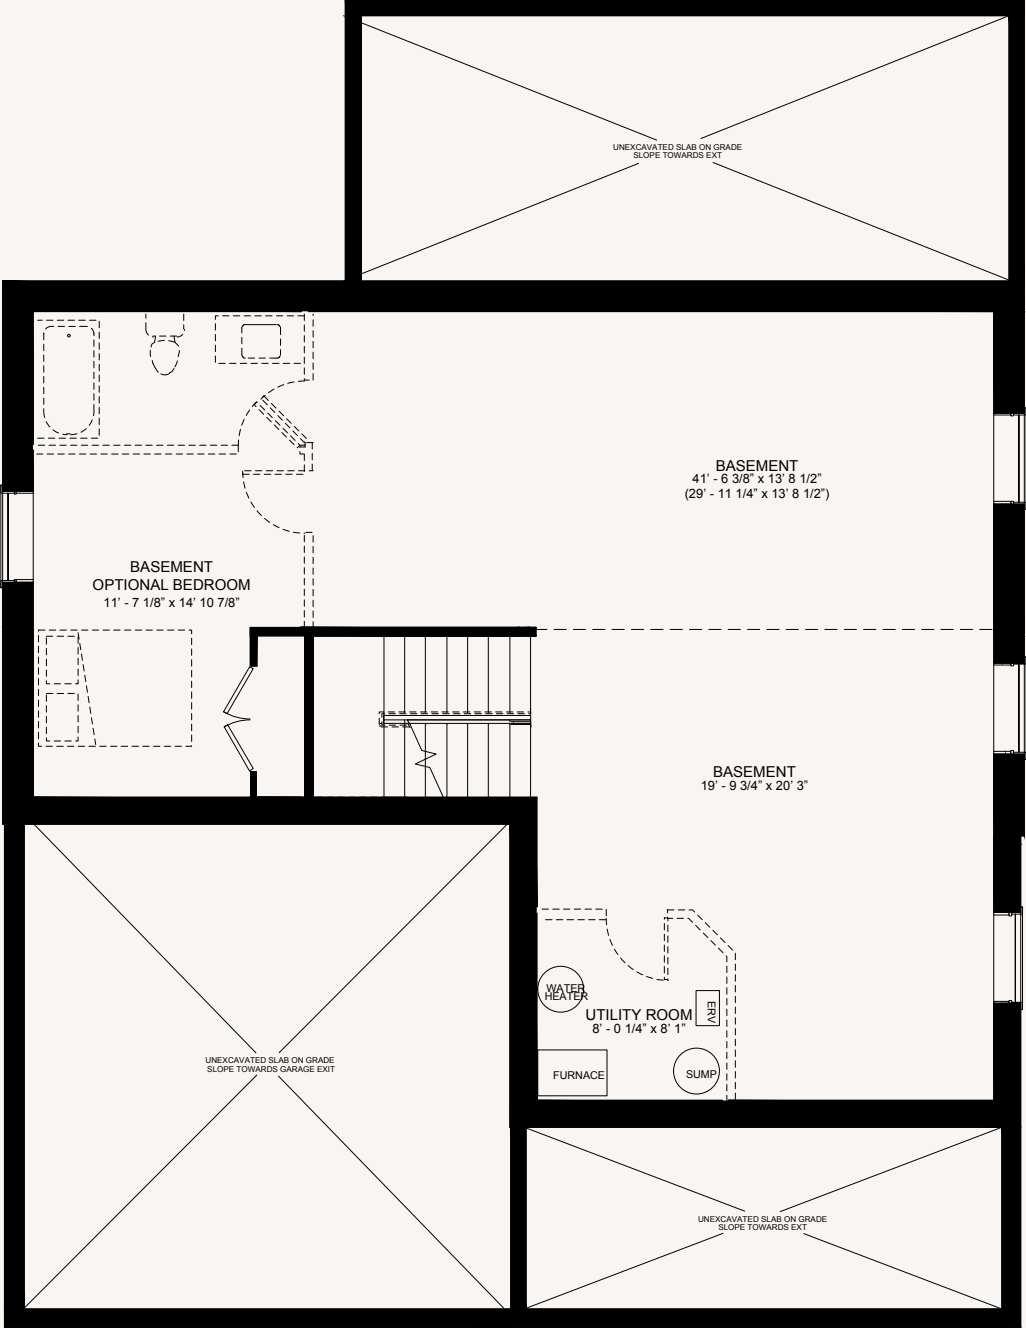 UNEXCAVATED SLAB ON GRADE
SLOPE TOWARDS EXT
BASEMENT
41' - 6 3/8" x 13' 8 1/2"
(29' - 11 1/4" x 13' 8 1/2")
BASEMENT
OPTIONAL BEDROOM
11' - 7 1/8" x 14' 10 7/8"
BASEMENT
19' - 9 3/4" x 20' 3"
WATER
HEATER
UTILITY ROOM
8' - 0 1/4" x 8' 1"
ERV
FURNACE
SUMP
UNEXCAVATED SLAB ON GRADE
SLOPE TOWARDS GARAGE EXIT
UNEXCAVATED SLAB ON GRADE
SLOPE TOWARDS EXT